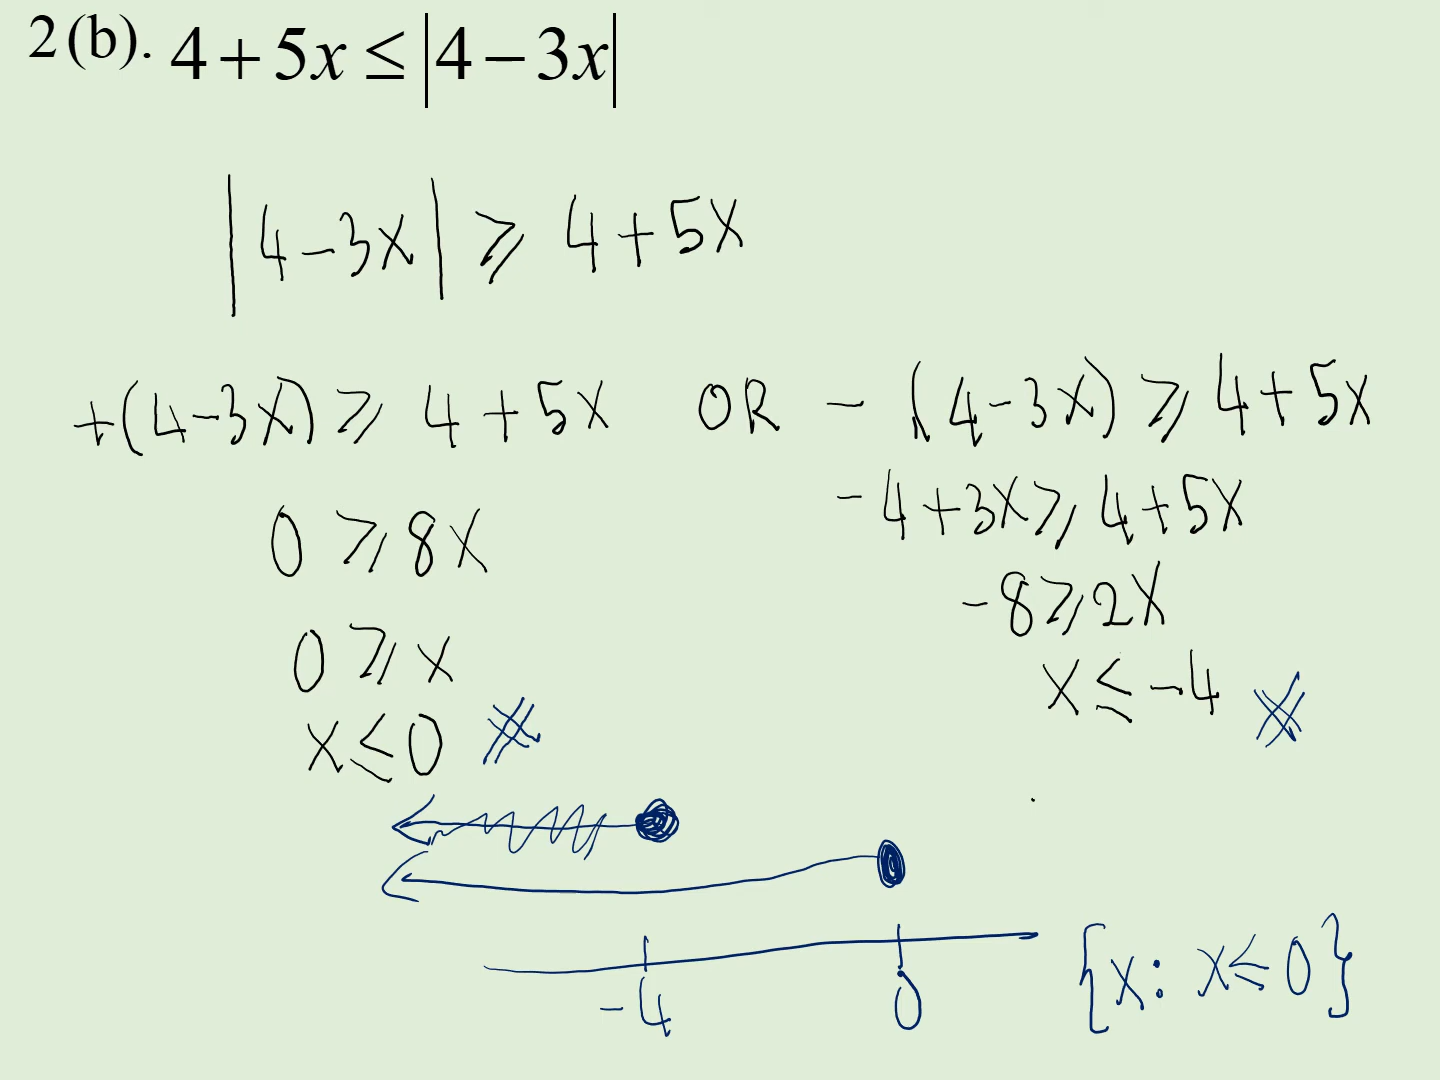 2(b). 4+5x≤|4−3x|
|4−3x| ⩾ 4+5x
+(4−3x) ⩾ 4+5x OR −(4−3x) ⩾ 4+5x
0 ⩾ 8x
0 ⩾ x
x ≤ 0
−4+3x ⩾ 4+5x
−8 ⩾ 2x
x ≤ −4
−4 0
{x: x ≤ 0}